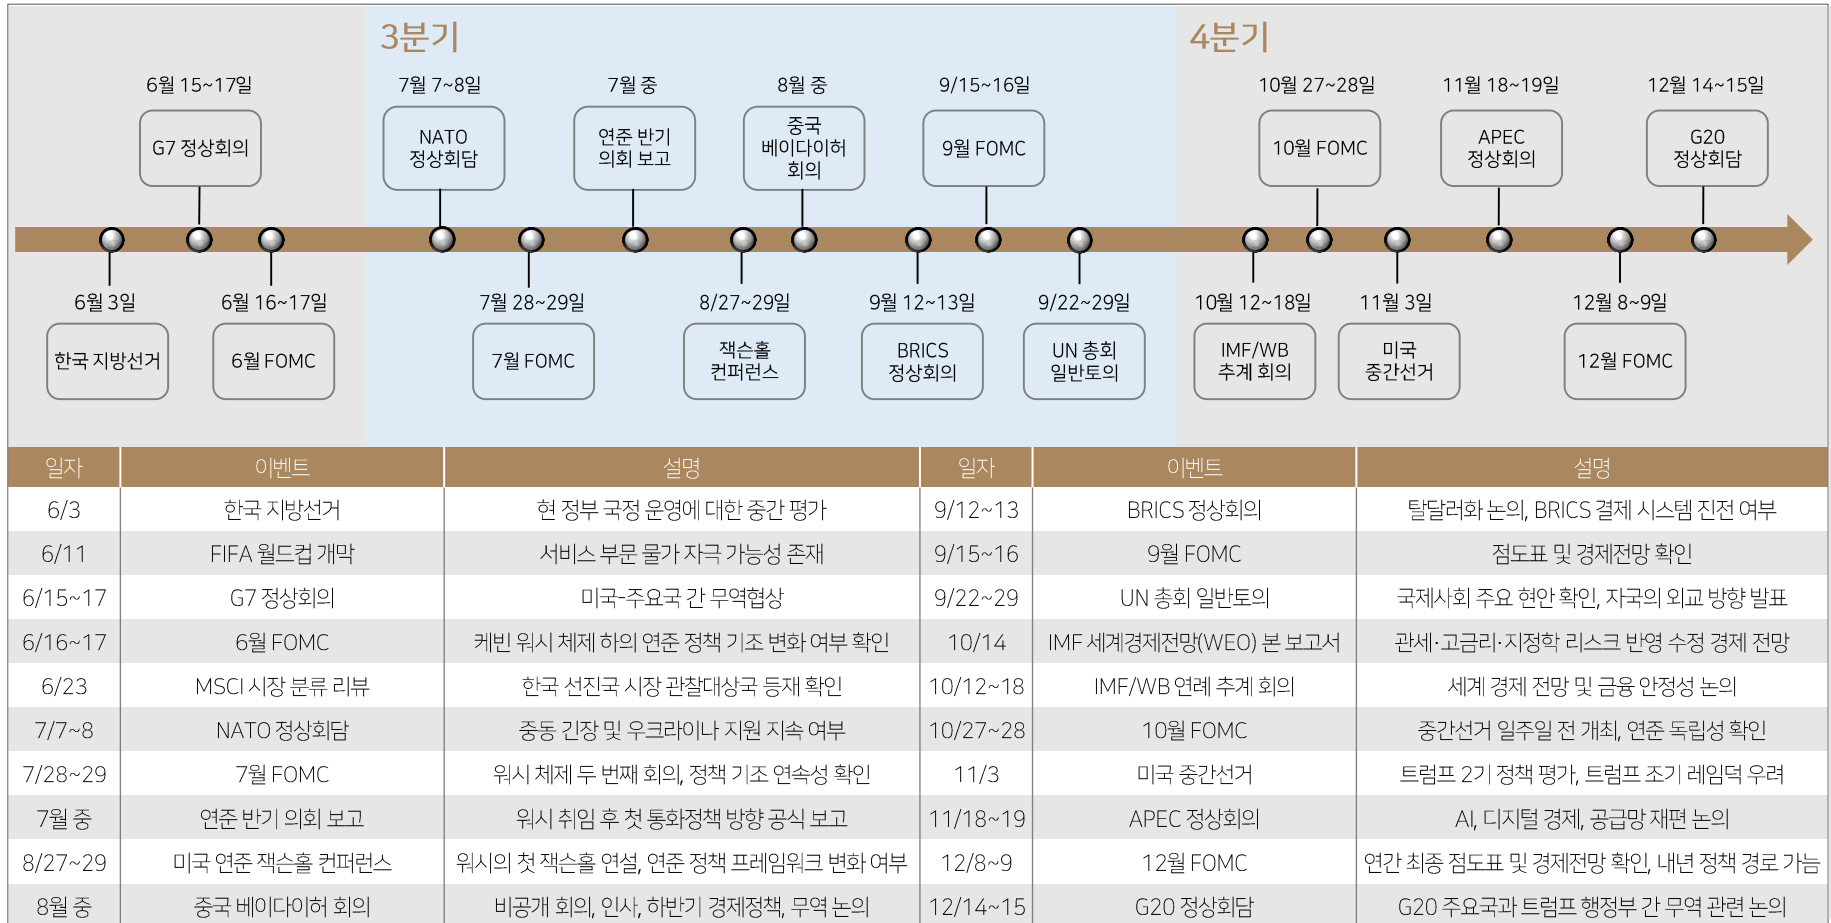 3분기
4분기
6월 15~17일
G7 정상회의
7월 7~8일
NATO
정상회담
7월 중
연준 반기
의회 보고
8월 중
중국
베이다이허
회의
9/15~16일
9월 FOMC
10월 27~28일
10월 FOMC
11월 18~19일
APEC
정상회의
12월 14~15일
G20
정상회담
6월 3일
한국 지방선거
6월 16~17일
6월 FOMC
7월 28~29일
7월 FOMC
8/27~29일
잭슨홀
컨퍼런스
9월 12~13일
BRICS
정상회의
9/22~29일
UN 총회
일반토의
10월 12~18일
IMF/WB
추계 회의
11월 3일
미국
중간선거
12월 8~9일
12월 FOMC
일자 이벤트 설명 일자 이벤트 설명
6/3 한국 지방선거 현 정부 국정 운영에 대한 중간 평가 9/12~13 BRICS 정상회의 탈달러화 논의, BRICS 결제 시스템 진전 여부
6/11 FIFA 월드컵 개막 서비스 부문 물가 자극 가능성 존재 9/15~16 9월 FOMC 점도표 및 경제전망 확인
6/15~17 G7 정상회의 미국-주요국 간 무역협상 9/22~29 UN 총회 일반토의 국제사회 주요 현안 확인, 자국의 외교 방향 발표
6/16~17 6월 FOMC 케빈 워시 체제 하의 연준 정책 기조 변화 여부 확인 10/14 IMF 세계경제전망(WEO) 본 보고서 관세·고금리·지정학 리스크 반영 수정 경제 전망
6/23 MSCI 시장 분류 리뷰 한국 선진국 시장 관찰대상국 등재 확인 10/12~18 IMF/WB 연례 추계 회의 세계 경제 전망 및 금융 안정성 논의
7/7~8 NATO 정상회담 중동 긴장 및 우크라이나 지원 지속 여부 10/27~28 10월 FOMC 중간선거 일주일 전 개최, 연준 독립성 확인
7/28~29 7월 FOMC 워시 체제 두 번째 회의, 정책 기조 연속성 확인 11/3 미국 중간선거 트럼프 2기 정책 평가, 트럼프 조기 레임덕 우려
7월 중 연준 반기 의회 보고 워시 취임 후 첫 통화정책 방향 공식 보고 11/18~19 APEC 정상회의 AI, 디지털 경제, 공급망 재편 논의
8/27~29 미국 연준 잭슨홀 컨퍼런스 워시의 첫 잭슨홀 연설, 연준 정책 프레임워크 변화 여부 12/8~9 12월 FOMC 연간 최종 점도표 및 경제전망 확인, 내년 정책 경로 가늠
8월 중 중국 베이다이허 회의 비공개 회의, 인사, 하반기 경제정책, 무역 논의 12/14~15 G20 정상회담 G20 주요국과 트럼프 행정부 간 무역 관련 논의